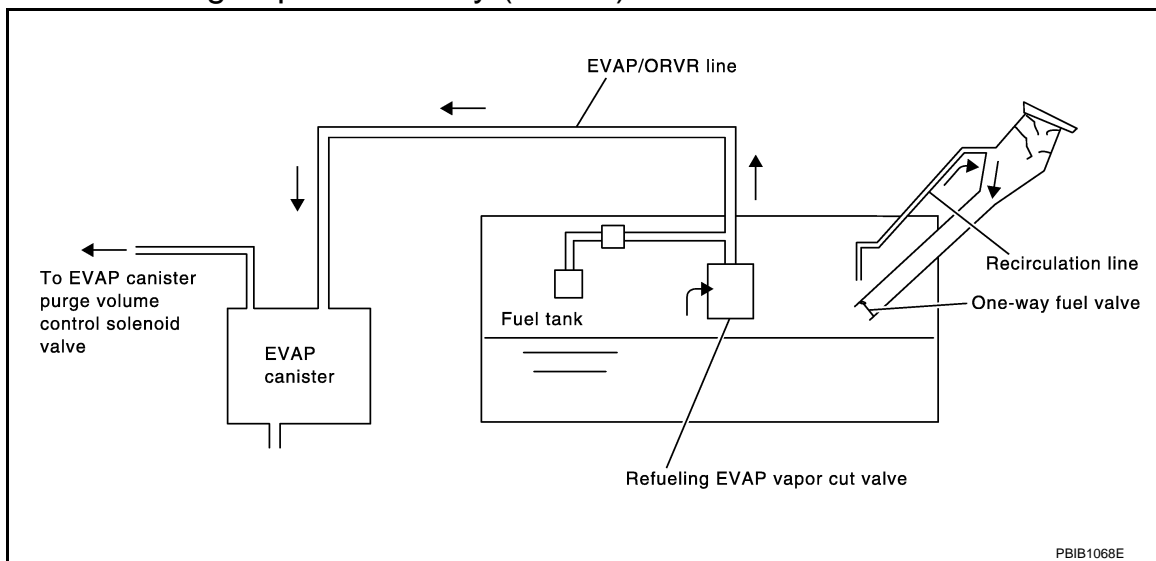 EVAP/ORVR line
Recirculation line
One-way fuel valve
To EVAP canister
purge volume
control solenoid
valve
Fuel tank
EVAP
canister
Refueling EVAP vapor cut valve
PBIB1068E